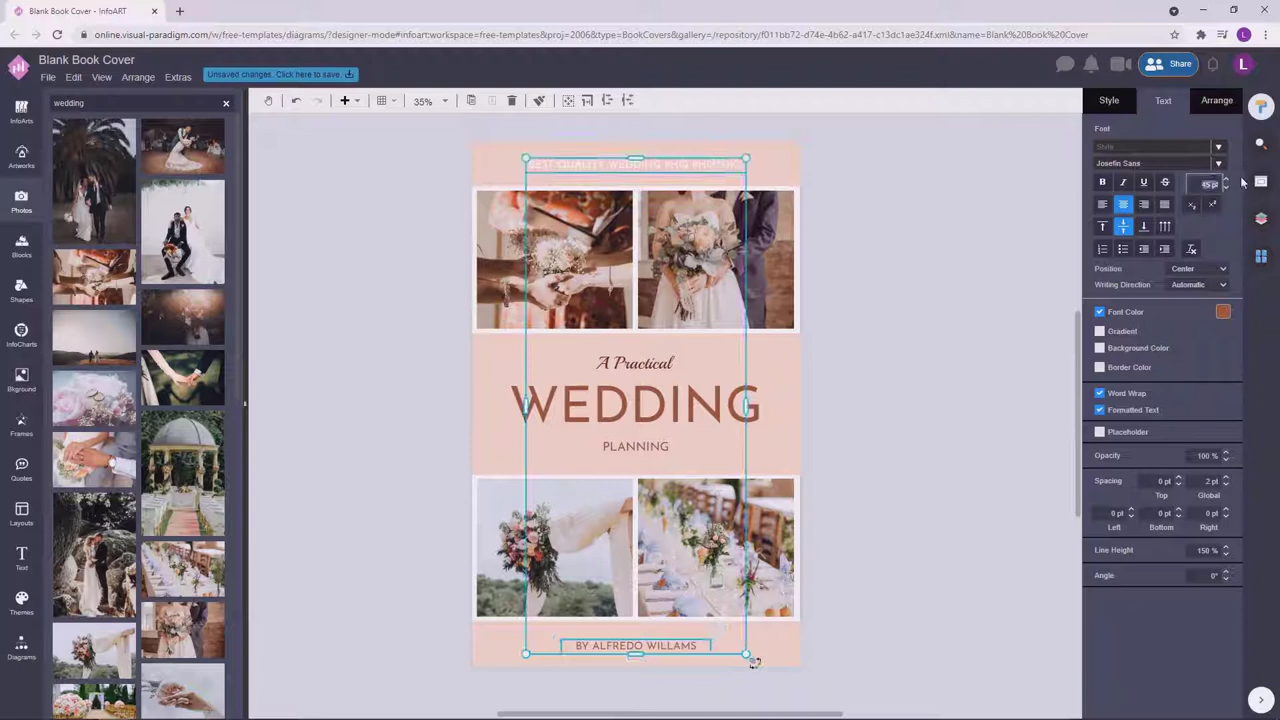 Blank Book Cover - InfoART
online.visual-paradigm.com/w/free-templates/diagrams/?designer-mode#infoart:workspace=free-templates&proj=2006&type=BookCovers&gallery=/repository/f011bb72-d74e-4b62-a417-c13dc1ae324f.xml&name=Blank%20Book%20Cover
L
Blank Book Cover
File Edit View Arrange Extras
Unsaved changes. Click here to save.
Share
L
wedding
35%
Style Text Arrange
InfoArts
Artworks
Photos
Blocks
Shapes
InfoCharts
Bkground
Frames
Quotes
Layouts
Text
Themes
Diagrams
WEDDING
A Practical
WEDDING
PLANNING
BY ALFREDO WILLAMS
Font
Style
Josefin Sans
B I U S 45 pt
Position Center
Writing Direction Automatic
Font Color
Gradient
Background Color
Border Color
Word Wrap
Formatted Text
Placeholder
Opacity 100 %
Spacing 0 pt 2 pt
Top Global
0 pt 0 pt 0 pt
Left Bottom Right
Line Height 150 %
Angle 0°